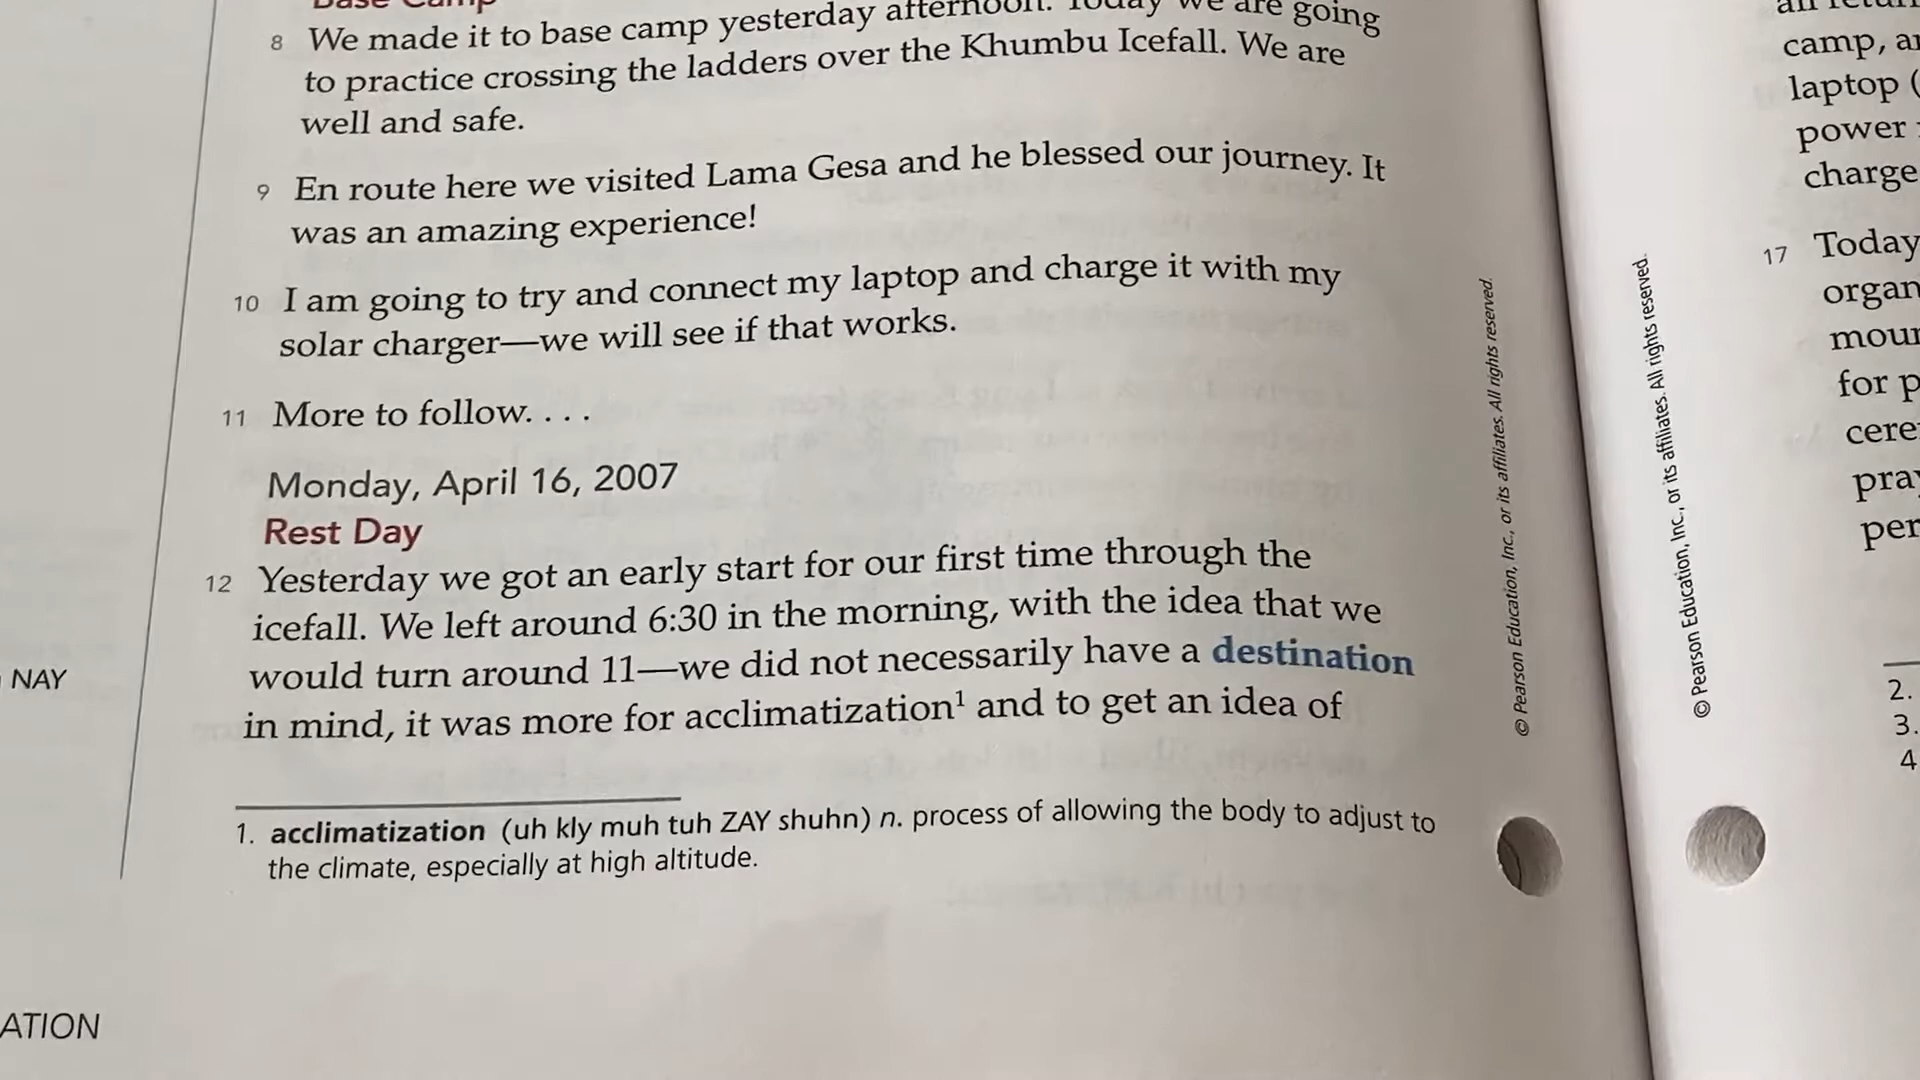 Base Camp
8 We made it to base camp yesterday afternoon. Today we are going
to practice crossing the ladders over the Khumbu Icefall. We are
well and safe.
9 En route here we visited Lama Gesa and he blessed our journey. It
was an amazing experience!
10 I am going to try and connect my laptop and charge it with my
solar charger—we will see if that works.
11 More to follow. . . .
Monday, April 16, 2007
Rest Day
12 Yesterday we got an early start for our first time through the
icefall. We left around 6:30 in the morning, with the idea that we
would turn around 11—we did not necessarily have a destination
in mind, it was more for acclimatization1 and to get an idea of
1. acclimatization (uh kly muh tuh ZAY shuhn) n. process of allowing the body to adjust to
the climate, especially at high altitude.
NAY
ATION
© Pearson Education, Inc., or its affiliates. All rights reserved.
© Pearson Education, Inc., or its affiliates. All rights reserved.
camp,
laptop (
power
charge
17 Today
organ
moun
for p
cere
pray
per
2.
3.
4